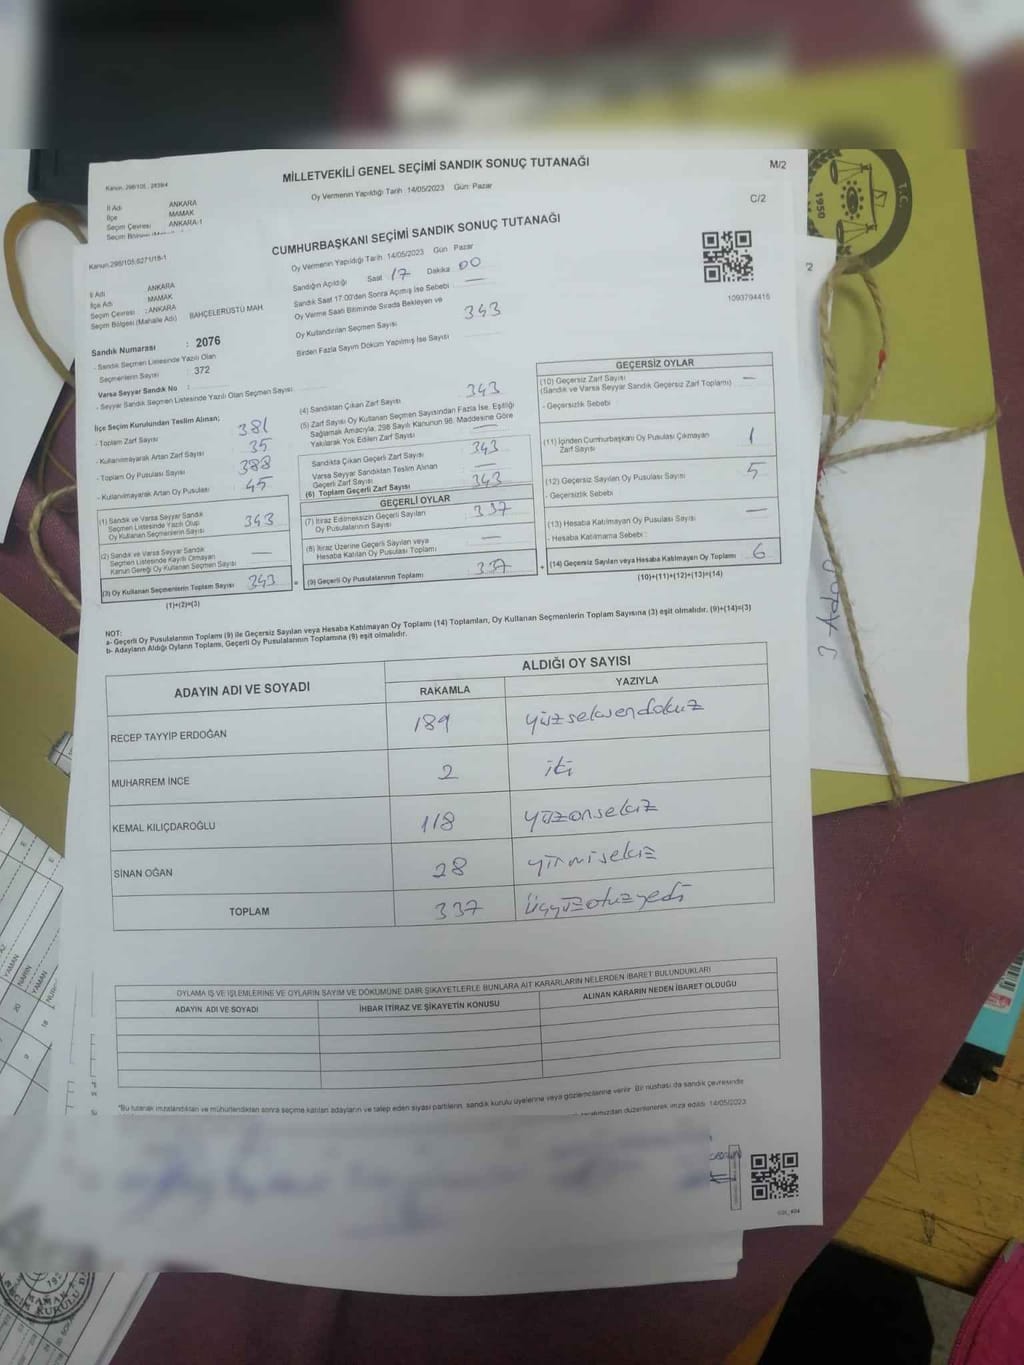 MİLLETVEKİLİ GENEL SEÇİMİ SANDIK SONUÇ TUTANAĞI
M/2
Oy Vermenin Yapıldığı Tarih : 14/05/2023 Gün: Pazar
İl Adı ANKARA
İlçe MAMAK
Seçim Çevresi ANKARA-1
C/2
CUMHURBAŞKANI SEÇİMİ SANDIK SONUÇ TUTANAĞI
Kanun:298/105,6271/18-1
Oy Vermenin Yapıldığı Tarih 14/05/2023 Gün Pazar
Sandığın Açıldığı Saat 17 Dakika 00
Sandık Saat 17:00'den Sonra Açılmış İse Sebebi —
Oy Verme Saati Bitiminde Sırada Bekleyen ve
Oy Kullandırılan Seçmen Sayısı 343
Birden Fazla Sayım Döküm Yapılmış İse Sayısı
1093794416
İl Adı ANKARA
İlçe Adı MAMAK
Seçim Çevresi : ANKARA
Seçim Bölgesi (Mahalle Adı) BAHÇELERÜSTÜ MAH.
Sandık Numarası : 2076
- Sandık Seçmen Listesinde Yazılı Olan
Seçmenlerin Sayısı : 372
Varsa Seyyar Sandık No :
- Seyyar Sandık Seçmen Listesinde Yazılı Olan Seçmen Sayısı
İlçe Seçim Kurulundan Teslim Alınan;
- Toplam Zarf Sayısı 381
- Kullanılmayarak Artan Zarf Sayısı 35
- Toplam Oy Pusulası Sayısı 388
- Kullanılmayarak Artan Oy Pusulası 45
(1) Sandık ve Varsa Seyyar Sandık
Seçmen Listesinde Yazılı Olup
Oy Kullanan Seçmenlerin Sayısı 343
(2) Sandık ve Varsa Seyyar Sandık
Seçmen Listesinde Kayıtlı Olmayan
Kanun Gereği Oy Kullanan Seçmen Sayısı —
(3) Oy Kullanan Seçmenlerin Toplam Sayısı 343
(1)+(2)=(3)
(4) Sandıktan Çıkan Zarf Sayısı 343
(5) Zarf Sayısı Oy Kullanan Seçmen Sayısından Fazla İse, Eşitliği
Sağlamak Amacıyla, 298 Sayılı Kanunun 98. Maddesine Göre
Yakılarak Yok Edilen Zarf Sayısı —
Sandıkta Çıkan Geçerli Zarf Sayısı 343
Varsa Seyyar Sandıktan Teslim Alınan
Geçerli Zarf Sayısı —
(6) Toplam Geçerli Zarf Sayısı 343
GEÇERLİ OYLAR
(7) İtiraz Edilmeksizin Geçerli Sayılan
Oy Pusulalarının Sayısı 337
(8) İtiraz Üzerine Geçerli Sayılan veya
Hesaba Katılan Oy Pusulası Toplamı —
(9) Geçerli Oy Pusulalarının Toplamı 337
GEÇERSİZ OYLAR
(10) Geçersiz Zarf Sayısı —
(Sandık ve Varsa Seyyar Sandık Geçersiz Zarf Toplamı)
- Geçersizlik Sebebi :
(11) İçinden Cumhurbaşkanı Oy Pusulası Çıkmayan
Zarf Sayısı 1
(12) Geçersiz Sayılan Oy Pusulası Sayısı 5
- Geçersizlik Sebebi
(13) Hesaba Katılmayan Oy Pusulası Sayısı —
- Hesaba Katılmama Sebebi :
(14) Geçersiz Sayılan veya Hesaba Katılmayan Oy Toplamı 6
(10)+(11)+(12)+(13)=(14)
NOT:
a- Geçerli Oy Pusulalarının Toplamı (9) ile Geçersiz Sayılan veya Hesaba Katılmayan Oy Toplamı (14) Toplamları, Oy Kullanan Seçmenlerin Toplam Sayısına (3) eşit olmalıdır. (9)+(14)=(3)
b- Adayların Aldığı Oyların Toplamı, Geçerli Oy Pusulalarının Toplamına (9) eşit olmalıdır.
ADAYIN ADI VE SOYADI
ALDIĞI OY SAYISI
RAKAMLA YAZIYLA
RECEP TAYYİP ERDOĞAN 189 Yüzseksendokuz
MUHARREM İNCE 2 iki
KEMAL KILIÇDAROĞLU 118 yüzonsekiz
SİNAN OĞAN 28 yirmisekiz
TOPLAM 337 Üçyüzotuzyedi
OYLAMA İŞ VE İŞLEMLERİNE VE OYLARIN SAYIM VE DÖKÜMÜNE DAİR ŞİKAYETLERLE BUNLARA AİT KARARLARIN NELERDEN İBARET BULUNDUKLARI
ADAYIN ADI VE SOYADI İHBAR İTİRAZ VE ŞİKAYETİN KONUSU ALINAN KARARIN NEDEN İBARET OLDUĞU
*Bu tutanak imzalandıktan ve mühürlendikten sonra seçime katılan adayların ve talep eden siyasi partilerin, sandık kurulu üyelerine veya gözlemcilerine verilir. Bir nüshası da sandık çevresinde
tarafımızdan düzenlenerek imza edildi. 14/05/2023
3 Adet
T.C.
1950